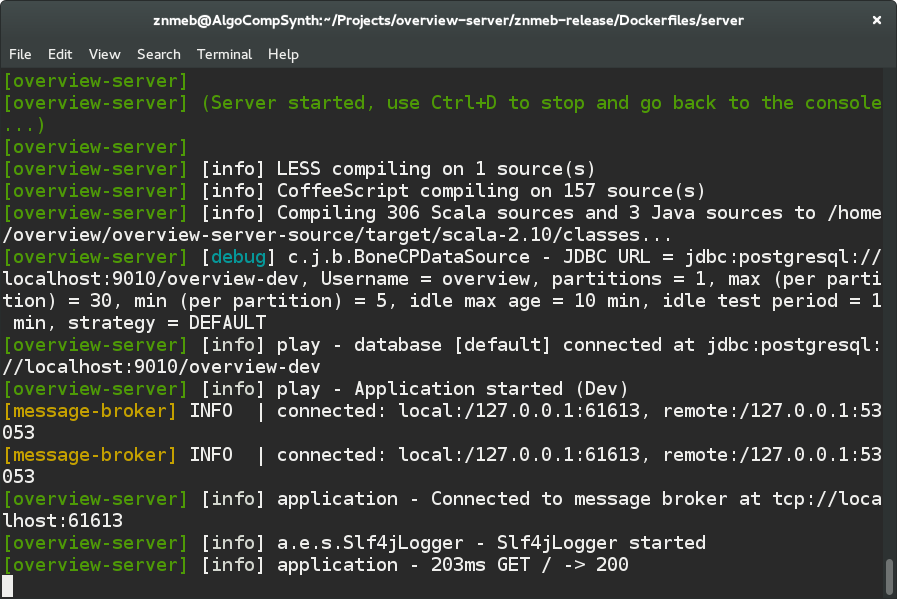 znmeb@AlgoCompSynth:~/Projects/overview-server/znmeb-release/Dockerfiles/server ×
File Edit View Search Terminal Help
[overview-server]
[overview-server] (Server started, use Ctrl+D to stop and go back to the console
...)
[overview-server]
[overview-server] [info] LESS compiling on 1 source(s)
[overview-server] [info] CoffeeScript compiling on 157 source(s)
[overview-server] [info] Compiling 306 Scala sources and 3 Java sources to /home
/overview/overview-server-source/target/scala-2.10/classes...
[overview-server] [debug] c.j.b.BoneCPDataSource - JDBC URL = jdbc:postgresql://
localhost:9010/overview-dev, Username = overview, partitions = 1, max (per parti
tion) = 30, min (per partition) = 5, idle max age = 10 min, idle test period = 1
 min, strategy = DEFAULT
[overview-server] [info] play - database [default] connected at jdbc:postgresql:
//localhost:9010/overview-dev
[overview-server] [info] play - Application started (Dev)
[message-broker] INFO  | connected: local:/127.0.0.1:61613, remote:/127.0.0.1:53
053
[message-broker] INFO  | connected: local:/127.0.0.1:61613, remote:/127.0.0.1:53
053
[overview-server] [info] application - Connected to message broker at tcp://loca
lhost:61613
[overview-server] [info] a.e.s.Slf4jLogger - Slf4jLogger started
[overview-server] [info] application - 203ms GET / -> 200